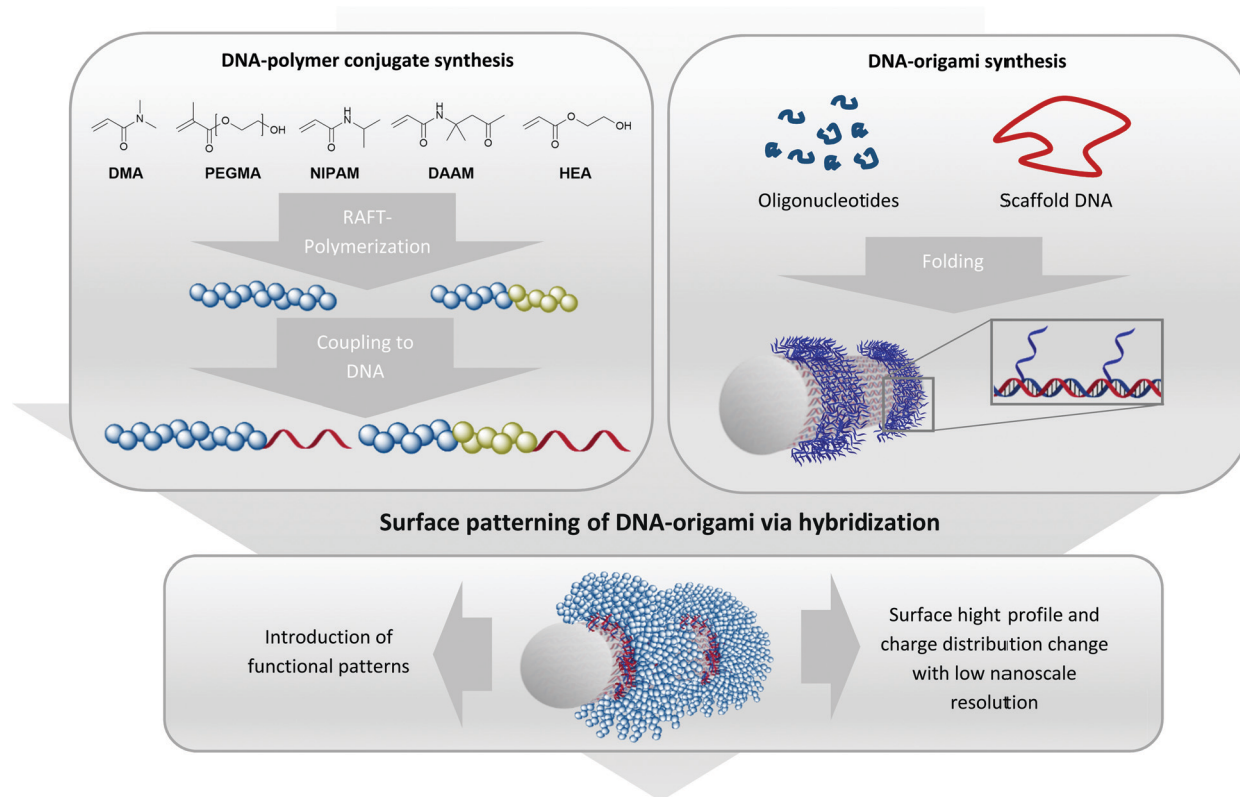 DNA-polymer conjugate synthesis
N
O
O
O
O
OH
H
N
O
H
N
O
O
O
O
OH
DMA
PEGMA
NIPAM
DAAM
HEA
RAFT-
Polymerization
Coupling to
DNA
DNA-origami synthesis
Oligonucleotides
Scaffold DNA
Folding
Surface patterning of DNA-origami via hybridization
Introduction of
functional patterns
Surface hight profile and
charge distribution change
with low nanoscale
resolution